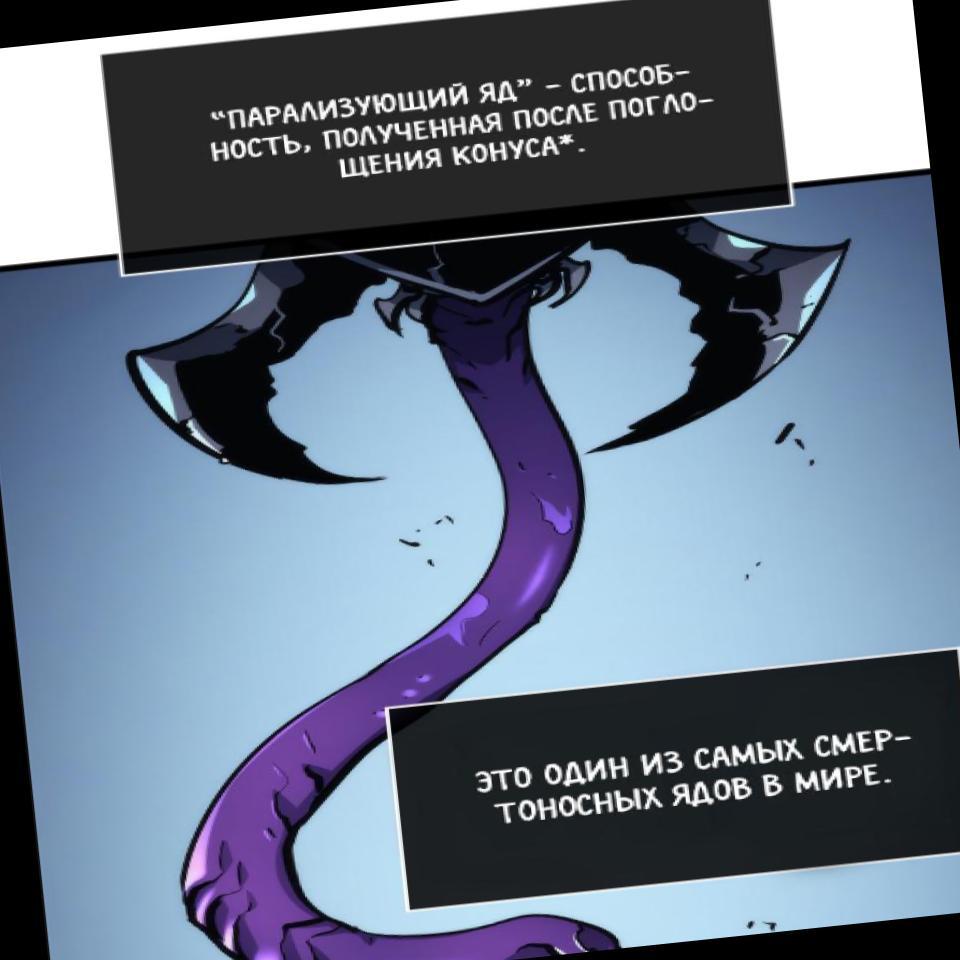 “ПАРАЛИЗУЮЩИЙ ЯД” – СПОСОБ-
НОСТЬ, ПОЛУЧЕННАЯ ПОСЛЕ ПОГЛО-
ЩЕНИЯ КОНУСА*.
ЭТО ОДИН ИЗ САМЫХ СМЕР-
ТОНОСНЫХ ЯДОВ В МИРЕ.